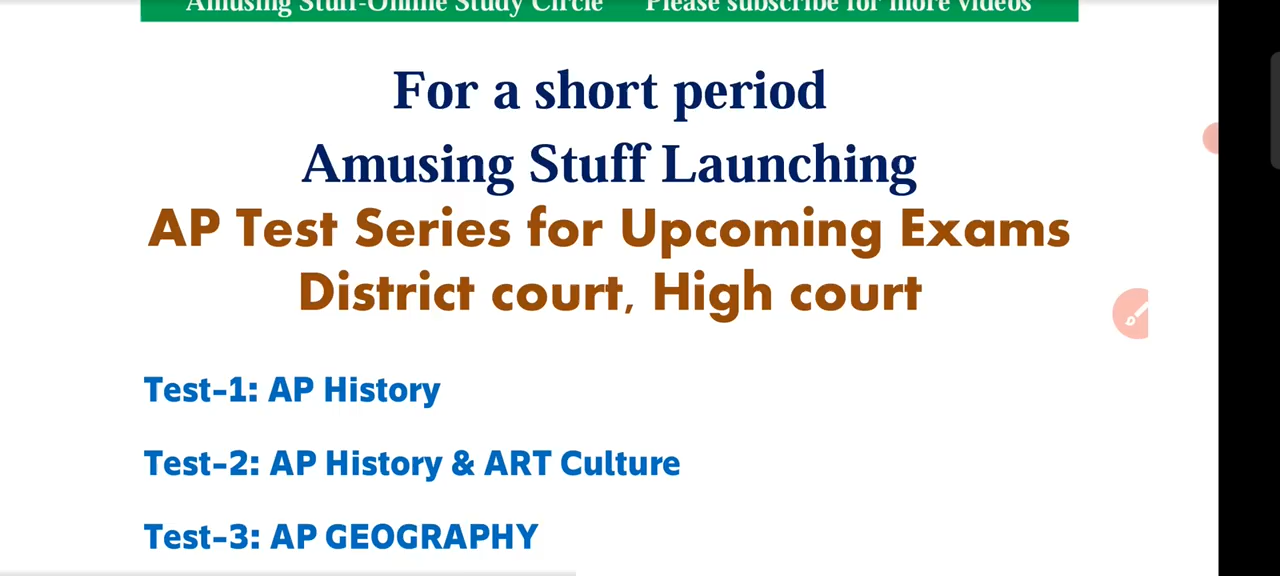 Amusing Stuff-Online Study Circle Please subscribe for more videos
For a short period
Amusing Stuff Launching
AP Test Series for Upcoming Exams
District court, High court
Test-1: AP History
Test-2: AP History & ART Culture
Test-3: AP GEOGRAPHY